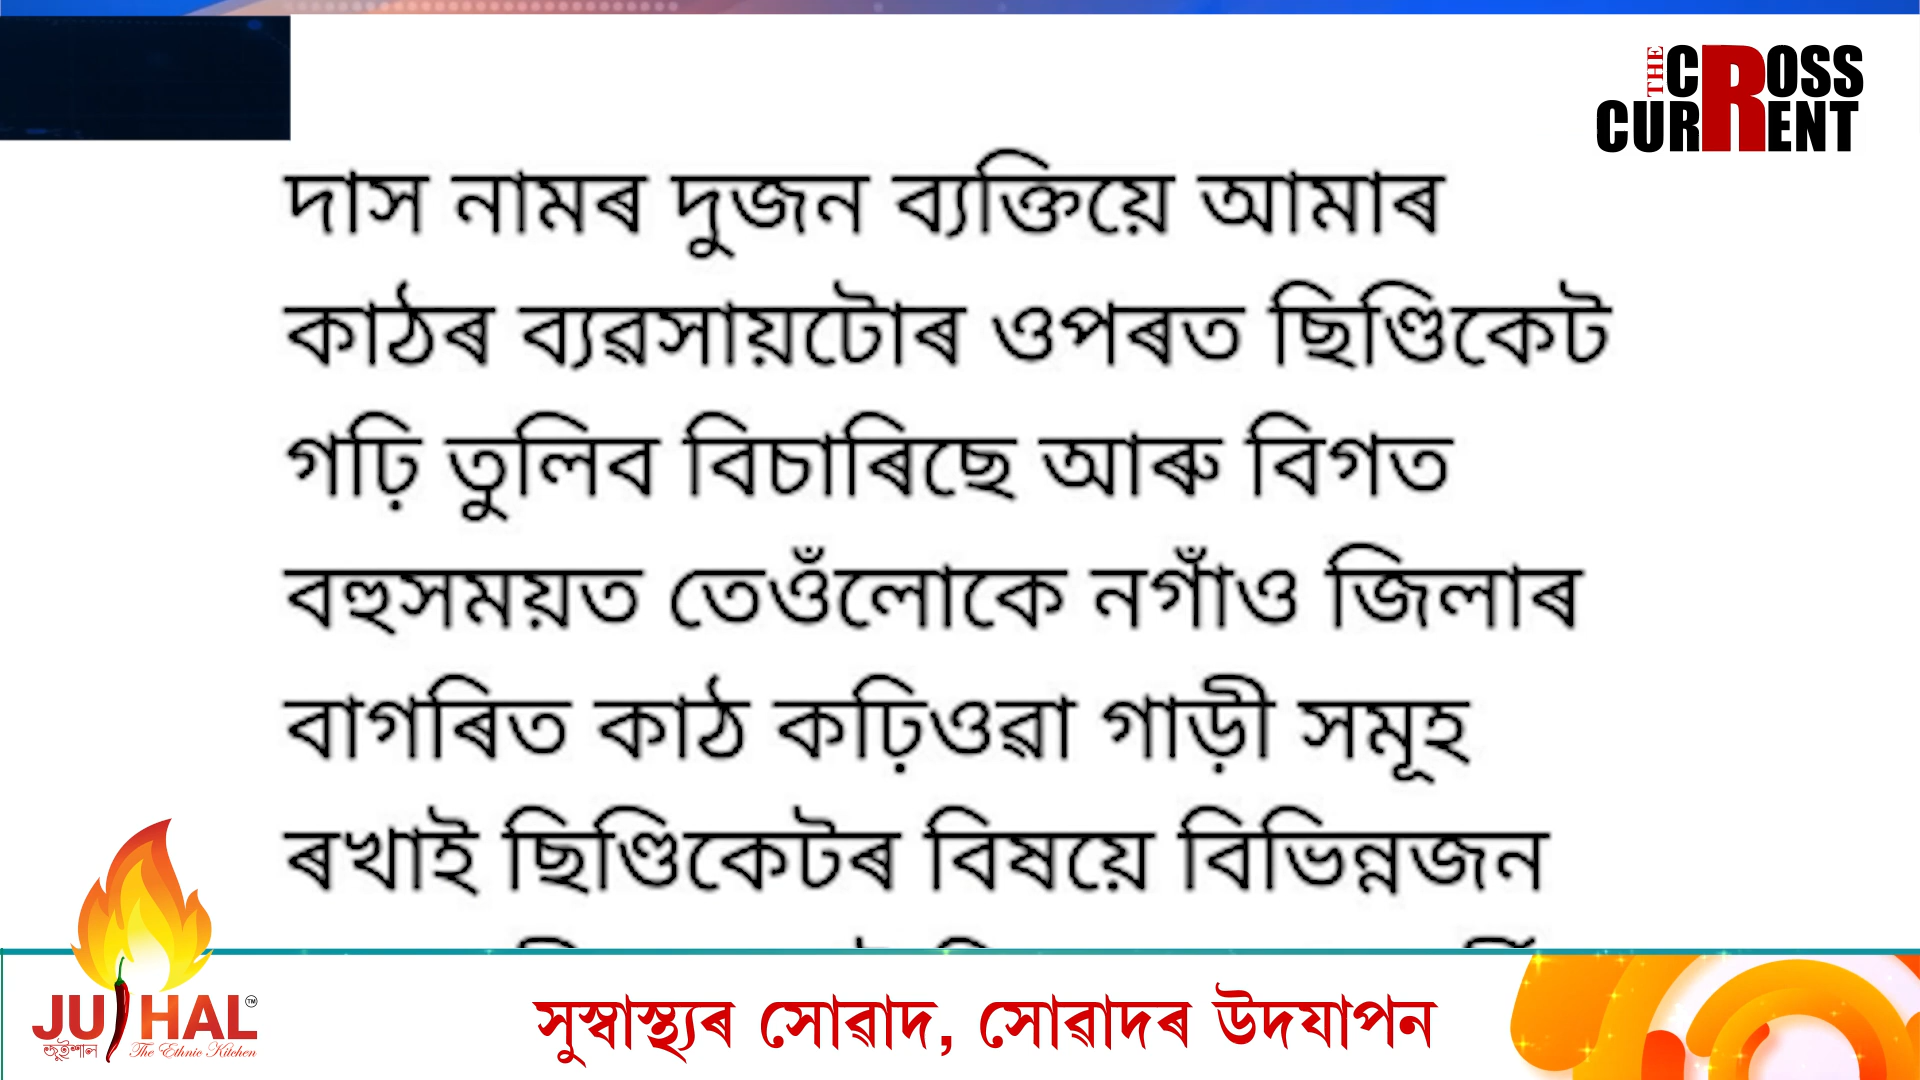 THE CROSS
CURRENT
দাস নামৰ দুজন ব্যক্তিয়ে আমাৰ
কাঠৰ ব্যৱসায়টোৰ ওপৰত ছিণ্ডিকেট
গঢ়ি তুলিব বিচাৰিছে আৰু বিগত
বহুসময়ত তেওঁলোকে নগাঁও জিলাৰ
বাগৰিত কাঠ কঢ়িওৱা গাড়ী সমূহ
ৰখাই ছিণ্ডিকেটৰ বিষয়ে বিভিন্নজন
JUIHAL™
জুইশাল The Ethnic Kitchen
সুস্বাস্থ্যৰ সোৱাদ, সোৱাদৰ উদযাপন